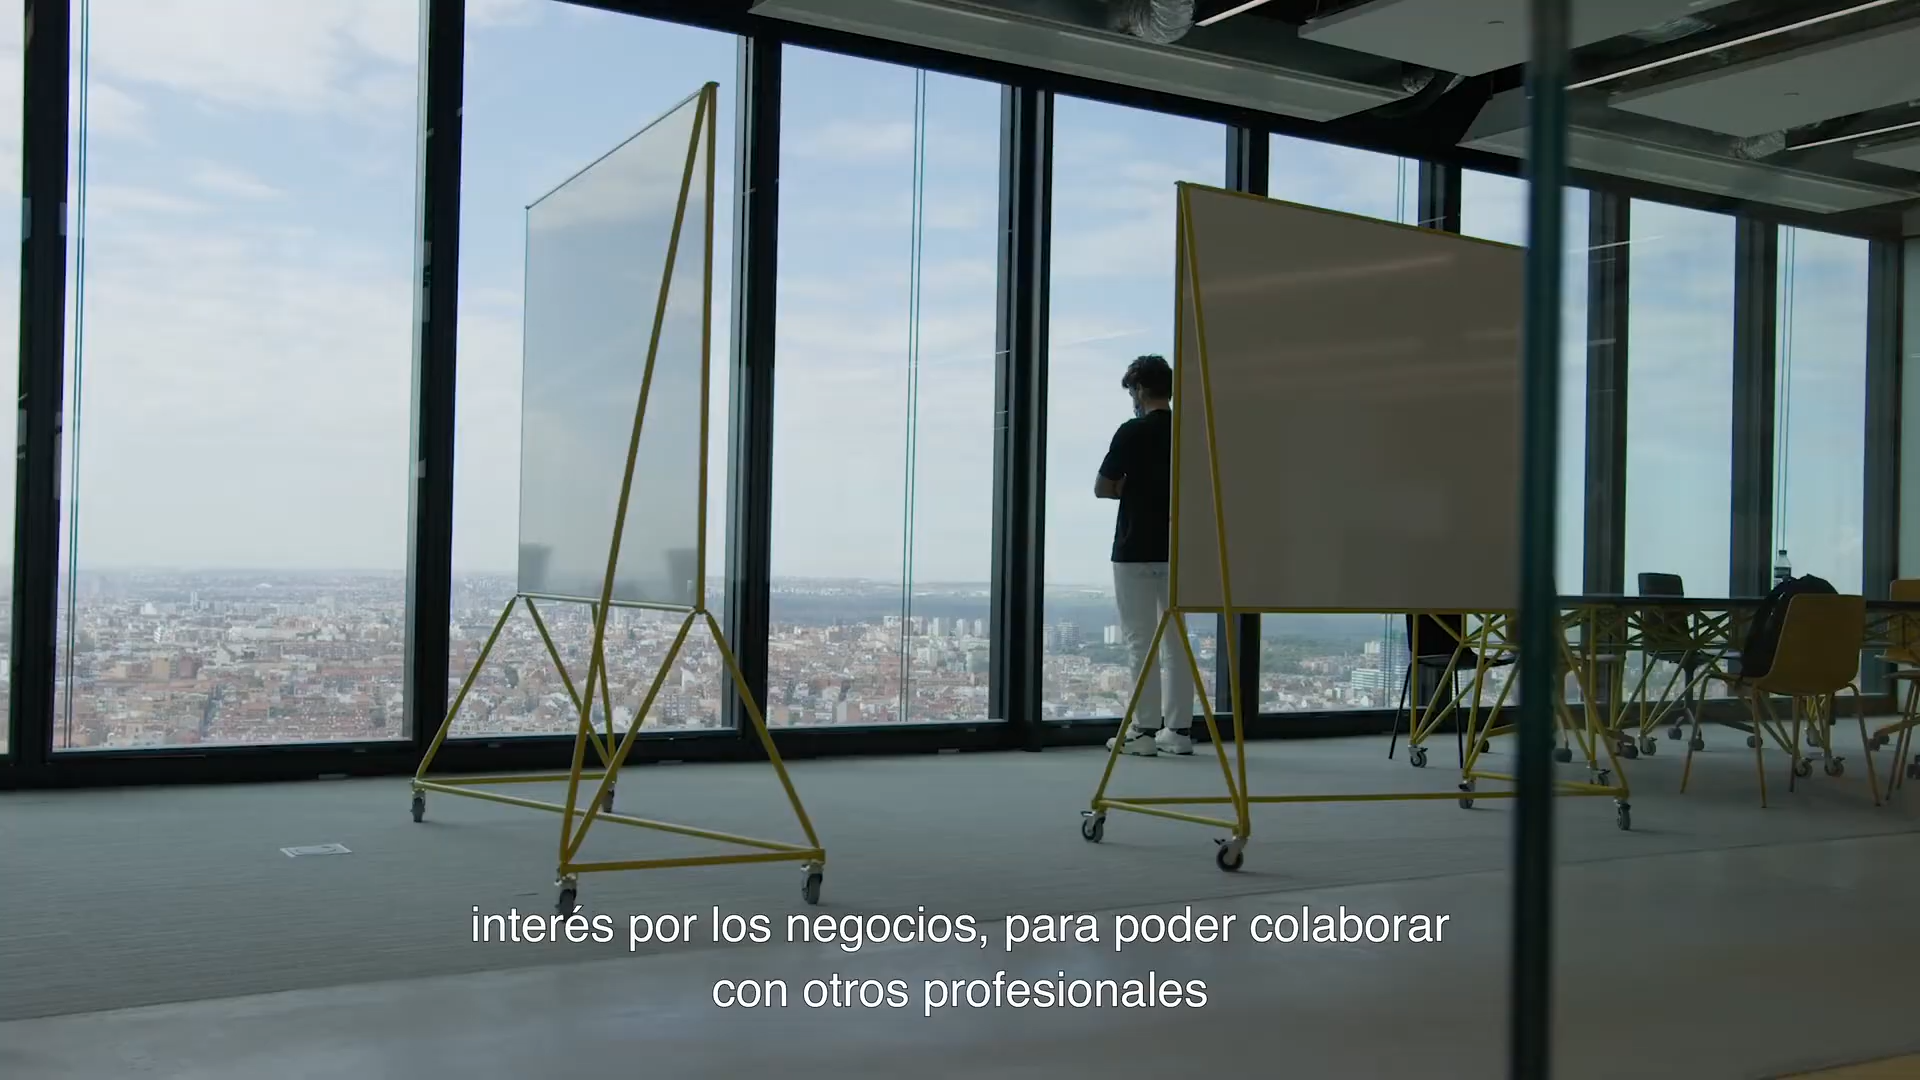 interés por los negocios, para poder colaborar
con otros profesionales